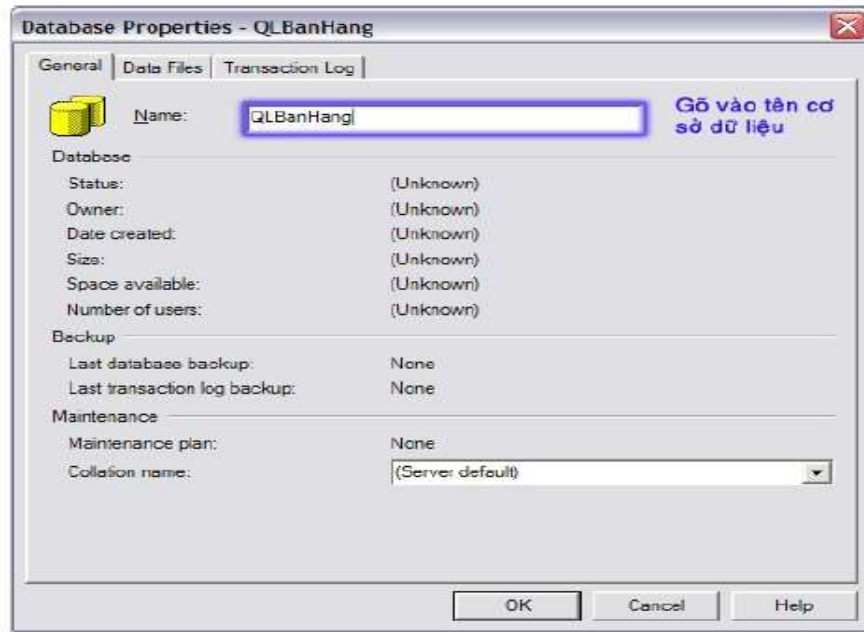 Database Properties - QLBanHang
General Data Files Transaction Log
Name: QLBanHang
Gõ vào tên cơ
sở dữ liệu
Database
Status: (Unknown)
Owner: (Unknown)
Date created: (Unknown)
Size: (Unknown)
Space available: (Unknown)
Number of users: (Unknown)
Backup
Last database backup: None
Last transaction log backup: None
Maintenance
Maintenance plan: None
Collation name: (Server default)
OK Cancel Help